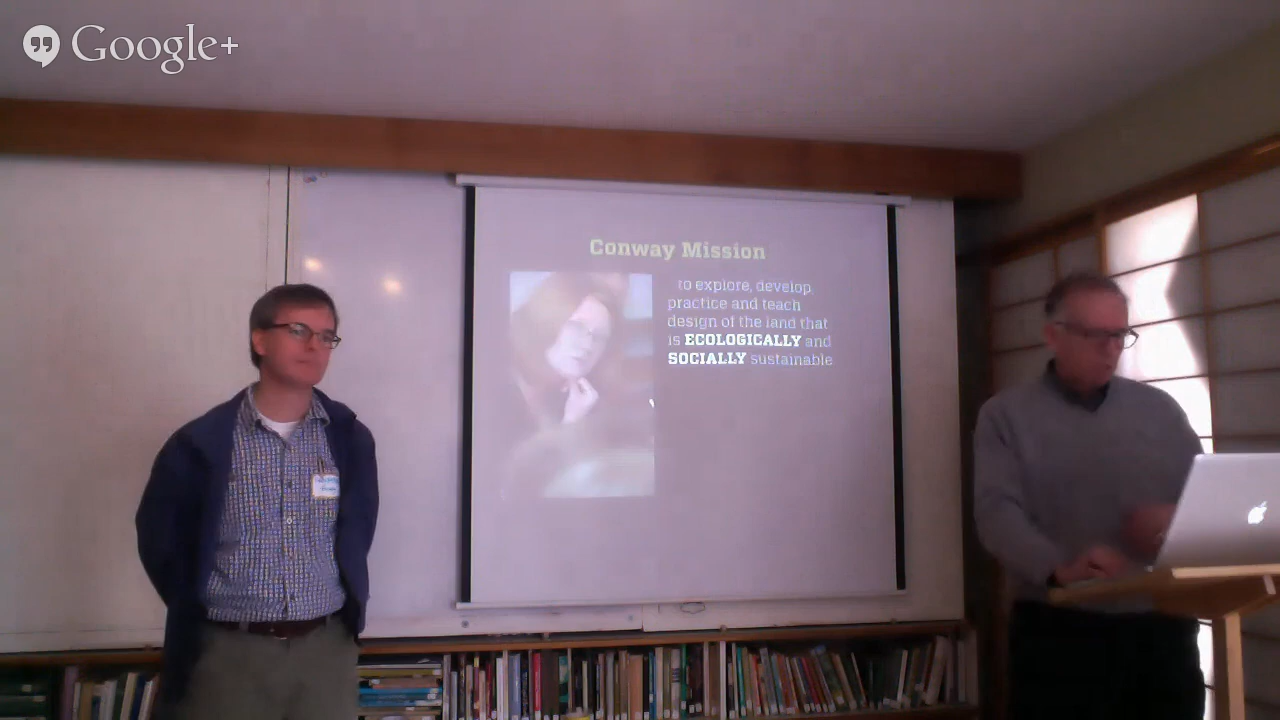 Google+
Conway Mission
to explore, develop,
practice and teach
design of the land that
is ECOLOGICALLY and
SOCIALLY sustainable